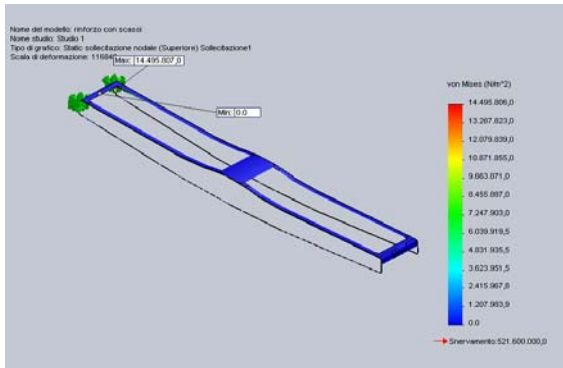 Nome del modello: rinforzo con scassi
Nome studio: Studio 1
Tipo di grafico: Static sollecitazione nodale (Superiore) Sollecitazione1
Scala di deformazione:
Max: 14.495.807,0
Min: 0.0
von Mises (N/m^2)
14.495.806,0
13.287.823,0
12.079.839,0
10.871.855,0
9.663.871,0
8.455.887,0
7.247.903,0
6.039.919,5
4.831.935,5
3.623.951,5
2.415.967,8
1.207.983,9
0.0
Snervamento:521.600.000,0